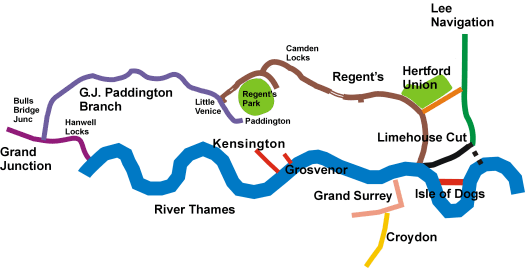 Lee
Navigation
Camden
Locks
Hertford
Union
Regent's
Bulls
Bridge
Junc
G.J. Paddington
Branch
Little
Venice
Regent's
Park
Paddington
Hanwell
Locks
Limehouse Cut
Kensington
Grand
Junction
Grosvenor
Grand Surrey
Isle of Dogs
River Thames
Croydon